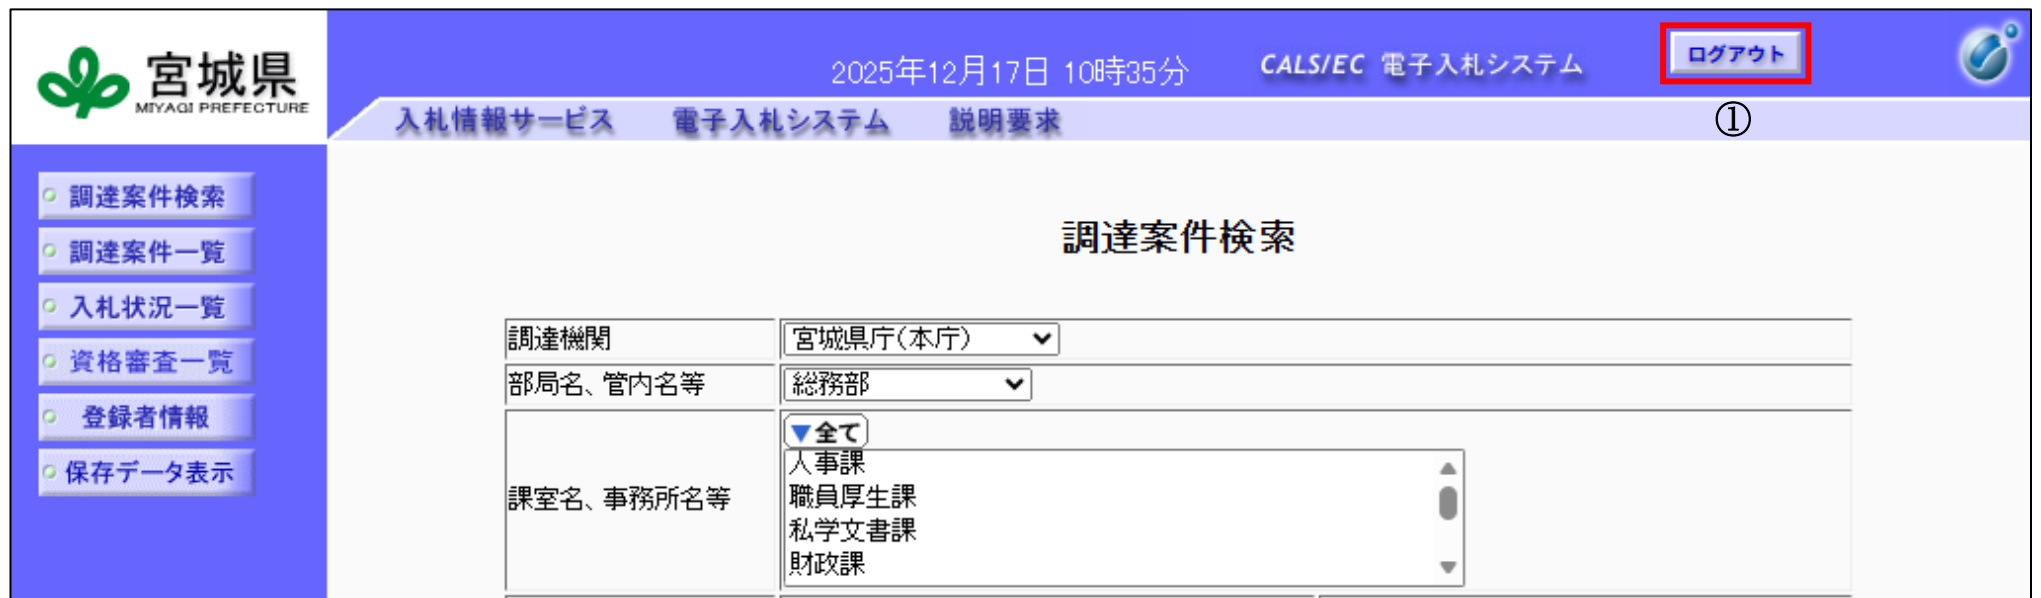 宮城県
MIYAGI PREFECTURE
2025年12月17日 10時35分
CALS/EC 電子入札システム
ログアウト
入札情報サービス 電子入札システム 説明要求
①
調達案件検索
調達案件一覧
入札状況一覧
資格審査一覧
登録者情報
保存データ表示
調達案件検索
調達機関 宮城県庁(本庁)
部局名、管内名等 総務部
課室名、事務所名等
▼全て
人事課
職員厚生課
私学文書課
財政課